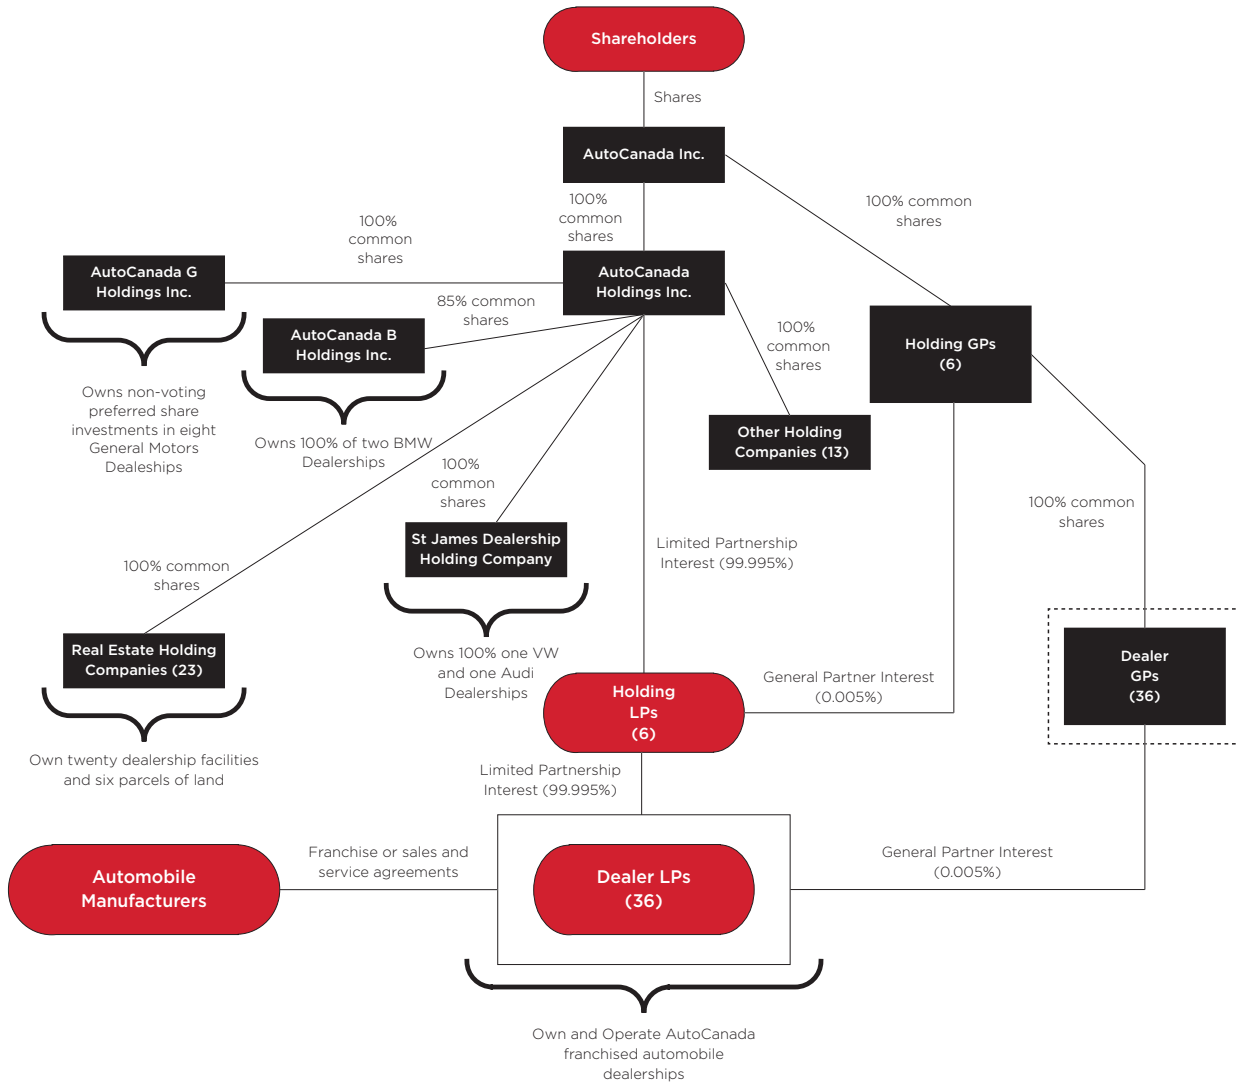 Shareholders
Shares
AutoCanada Inc.
100%
common
shares
100% common
shares
100%
common
shares
AutoCanada G
Holdings Inc.
AutoCanada
Holdings Inc.
85% common
shares
AutoCanada B
Holdings Inc.
100%
common
shares
Holding GPs
(6)
Owns non-voting
preferred share
investments in eight
General Motors
Dealeships
Owns 100% of two BMW
Dealerships
Other Holding
Companies (13)
100%
common
shares
100% common
shares
St James Dealership
Holding Company
Limited Partnership
Interest (99.995%)
100% common
shares
Real Estate Holding
Companies (23)
Owns 100% one VW
and one Audi
Dealerships
Dealer
GPs
(36)
General Partner Interest
(0.005%)
Holding
LPs
(6)
Own twenty dealership facilities
and six parcels of land
Limited Partnership
Interest (99.995%)
Automobile
Manufacturers
Franchise or sales and
service agreements
Dealer LPs
(36)
General Partner Interest
(0.005%)
Own and Operate AutoCanada
franchised automobile
dealerships